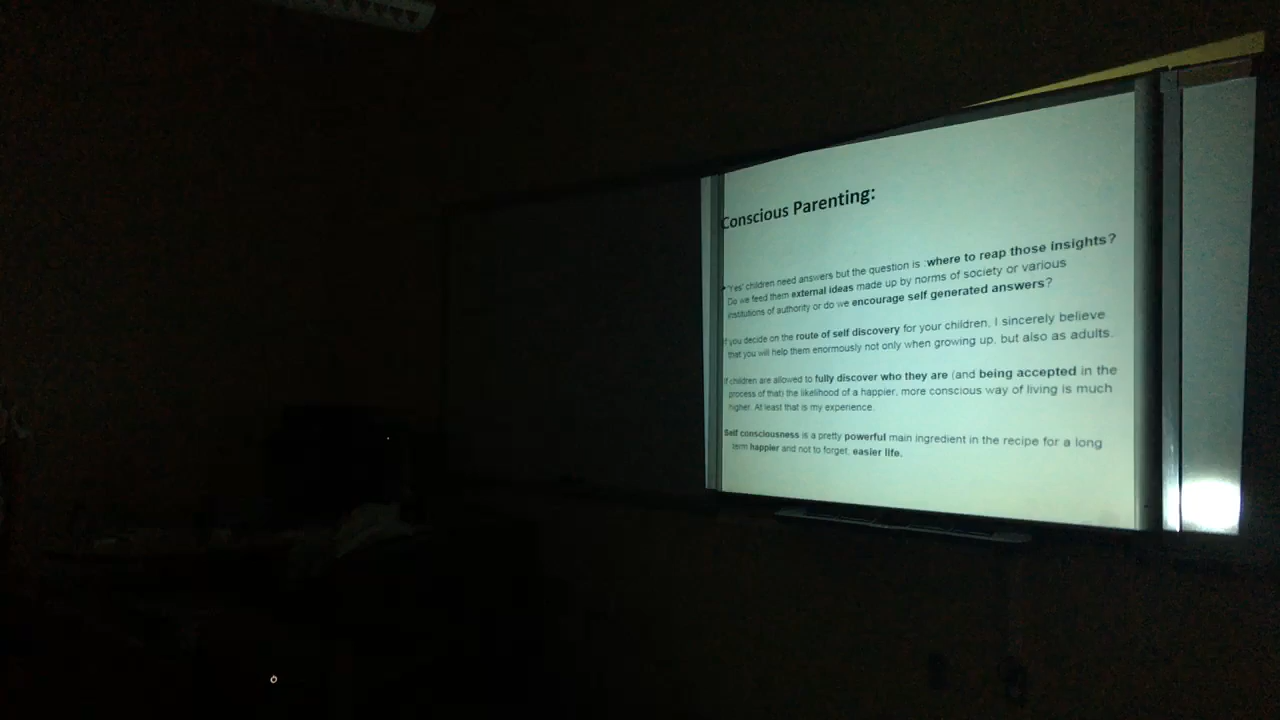 Conscious Parenting:
'Yes' children need answers but the question is :where to reap those insights?
Do we feed them external ideas made up by norms of society or various
institutions of authority or do we encourage self generated answers?
If you decide on the route of self discovery for your children, I sincerely believe
that you will help them enormously not only when growing up, but also as adults.
If children are allowed to fully discover who they are (and being accepted in the
process of that) the likelihood of a happier, more conscious way of living is much
higher. At least that is my experience.
Self consciousness is a pretty powerful main ingredient in the recipe for a long
term happier and not to forget, easier life.